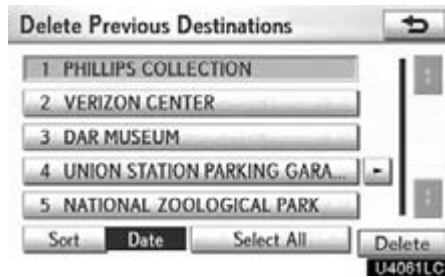 Delete Previous Destinations
1 PHILLIPS COLLECTION
2 VERIZON CENTER
3 DAR MUSEUM
4 UNION STATION PARKING GARA...
5 NATIONAL ZOOLOGICAL PARK
Sort Date Select All Delete
U4061LC